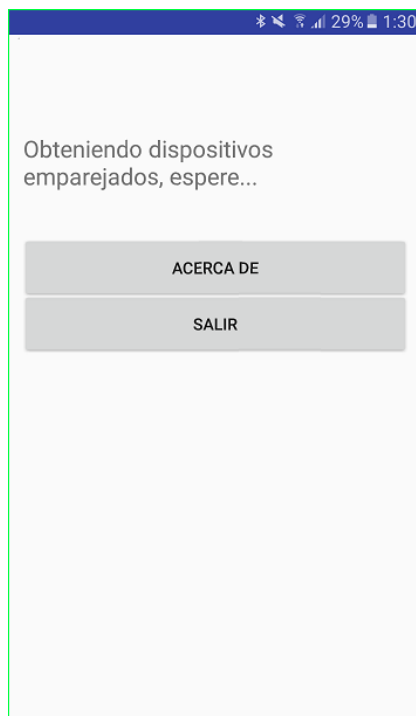 29% 1:30
Obteniendo dispositivos
emparejados, espere...
ACERCA DE
SALIR